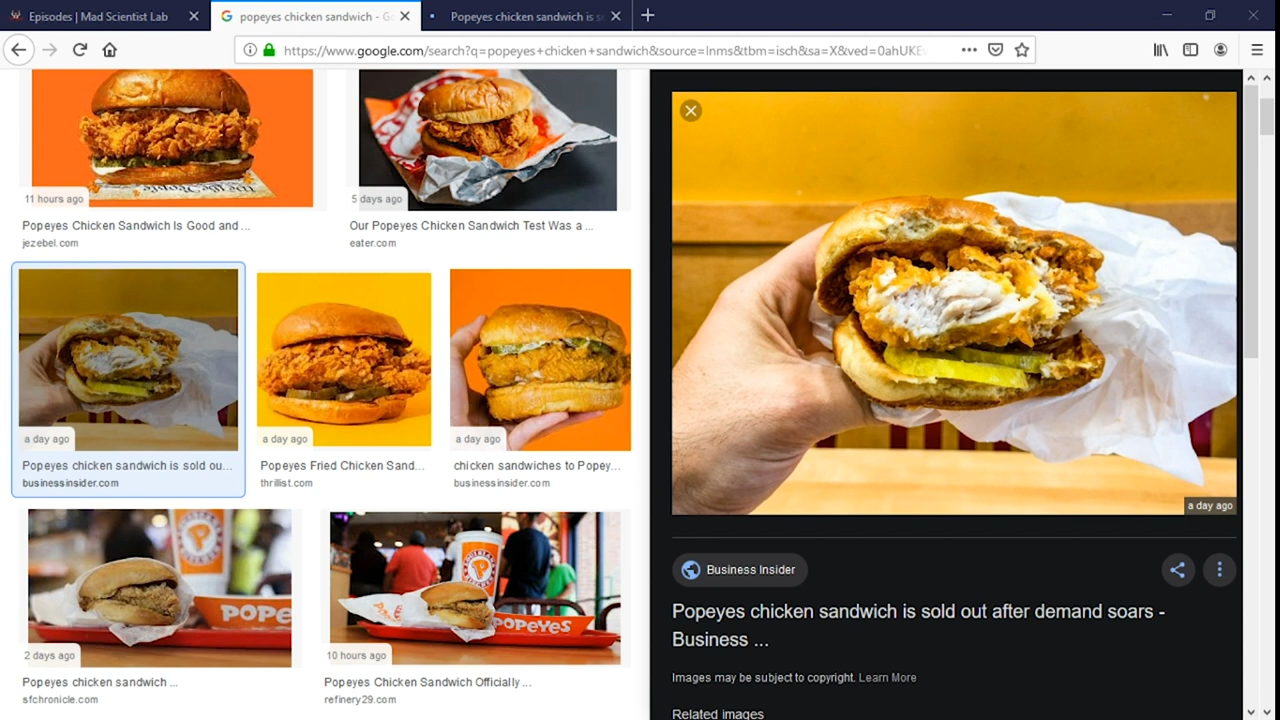 Episodes | Mad Scientist Lab
popeyes chicken sandwich - G
Popeyes chicken sandwich is s
https://www.google.com/search?q=popeyes+chicken+sandwich&source=lnms&tbm=isch&sa=X&ved=0ahUKE
11 hours ago
Popeyes Chicken Sandwich Is Good and ...
jezebel.com
5 days ago
Our Popeyes Chicken Sandwich Test Was a ...
eater.com
a day ago
Popeyes chicken sandwich is sold ou...
businessinsider.com
a day ago
Popeyes Fried Chicken Sand...
thrillist.com
a day ago
chicken sandwiches to Popey...
businessinsider.com
POPE
2 days ago
Popeyes chicken sandwich ...
sfchronicle.com
POPEYES
10 hours ago
Popeyes Chicken Sandwich Officially ...
refinery29.com
a day ago
Business Insider
Popeyes chicken sandwich is sold out after demand soars -
Business ...
Images may be subject to copyright. Learn More
Related images